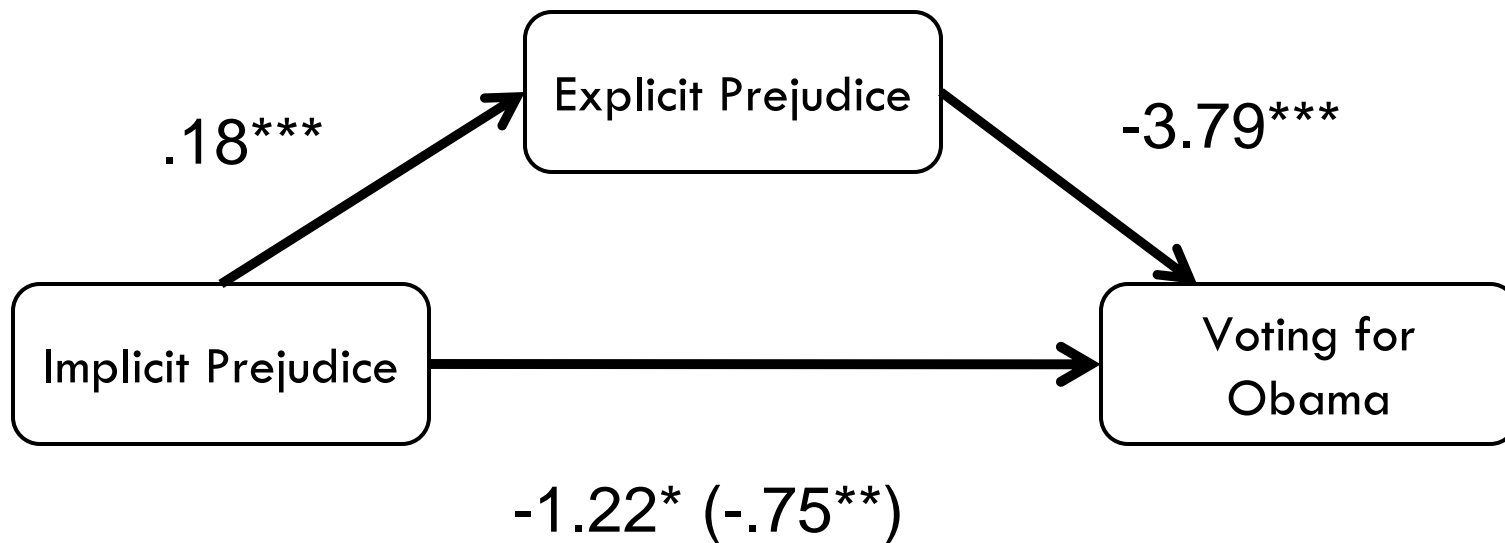 Explicit Prejudice
.18***
-3.79***
Implicit Prejudice
Voting for
Obama
-1.22* (-.75**)